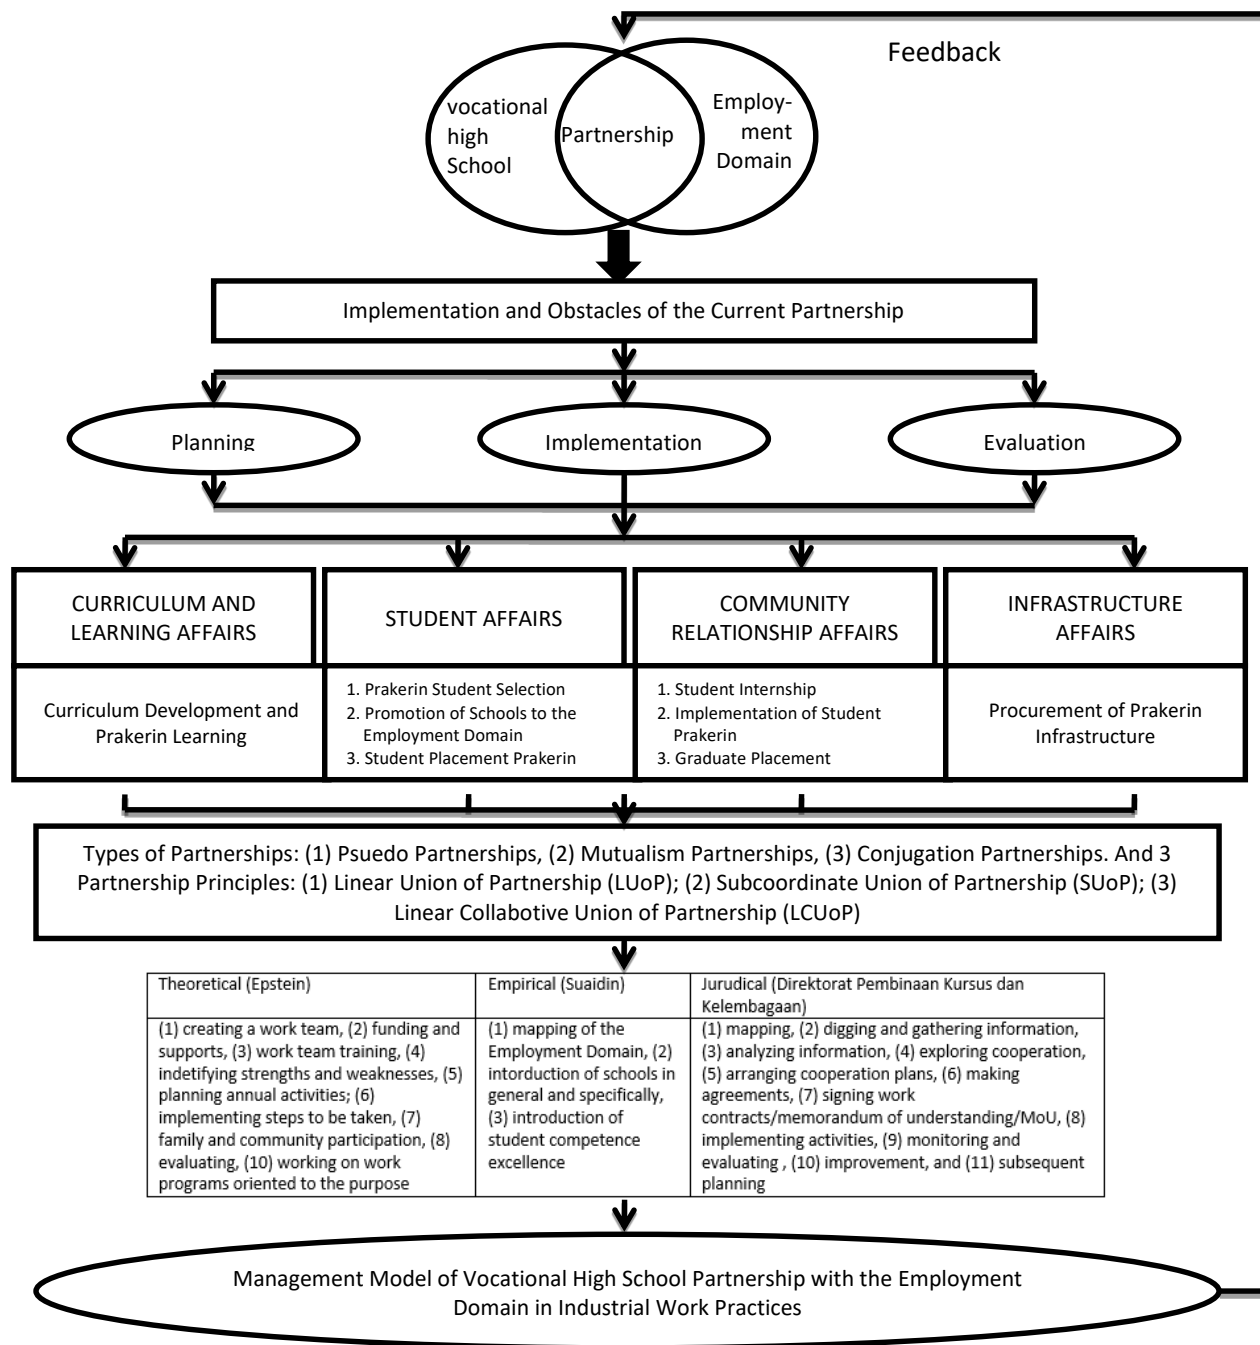 Feedback
vocational
high
School
Partnership
Employ-
ment
Domain
Implementation and Obstacles of the Current Partnership
Planning
Implementation
Evaluation
CURRICULUM AND
LEARNING AFFAIRS
STUDENT AFFAIRS
COMMUNITY
RELATIONSHIP AFFAIRS
INFRASTRUCTURE
AFFAIRS
Curriculum Development and
Prakerin Learning
1. Prakerin Student Selection
2. Promotion of Schools to the
Employment Domain
3. Student Placement Prakerin
1. Student Internship
2. Implementation of Student
Prakerin
3. Graduate Placement
Procurement of Prakerin
Infrastructure
Types of Partnerships: (1) Psuedo Partnerships, (2) Mutualism Partnerships, (3) Conjugation Partnerships. And 3
Partnership Principles: (1) Linear Union of Partnership (LUoP); (2) Subcoordinate Union of Partnership (SUoP); (3)
Linear Collabotive Union of Partnership (LCUoP)
Theoretical (Epstein)
Empirical (Suaidin)
Jurudical (Direktorat Pembinaan Kursus dan
Kelembagaan)
(1) creating a work team, (2) funding and
supports, (3) work team training, (4)
indetifying strengths and weaknesses, (5)
planning annual activities; (6)
implementing steps to be taken, (7)
family and community participation, (8)
evaluating, (10) working on work
programs oriented to the purpose
(1) mapping of the
Employment Domain, (2)
intorduction of schools in
general and specifically,
(3) introduction of
student competence
excellence
(1) mapping, (2) digging and gathering information,
(3) analyzing information, (4) exploring cooperation,
(5) arranging cooperation plans, (6) making
agreements, (7) signing work
contracts/memorandum of understanding/MoU, (8)
implementing activities, (9) monitoring and
evaluating , (10) improvement, and (11) subsequent
planning
Management Model of Vocational High School Partnership with the Employment
Domain in Industrial Work Practices